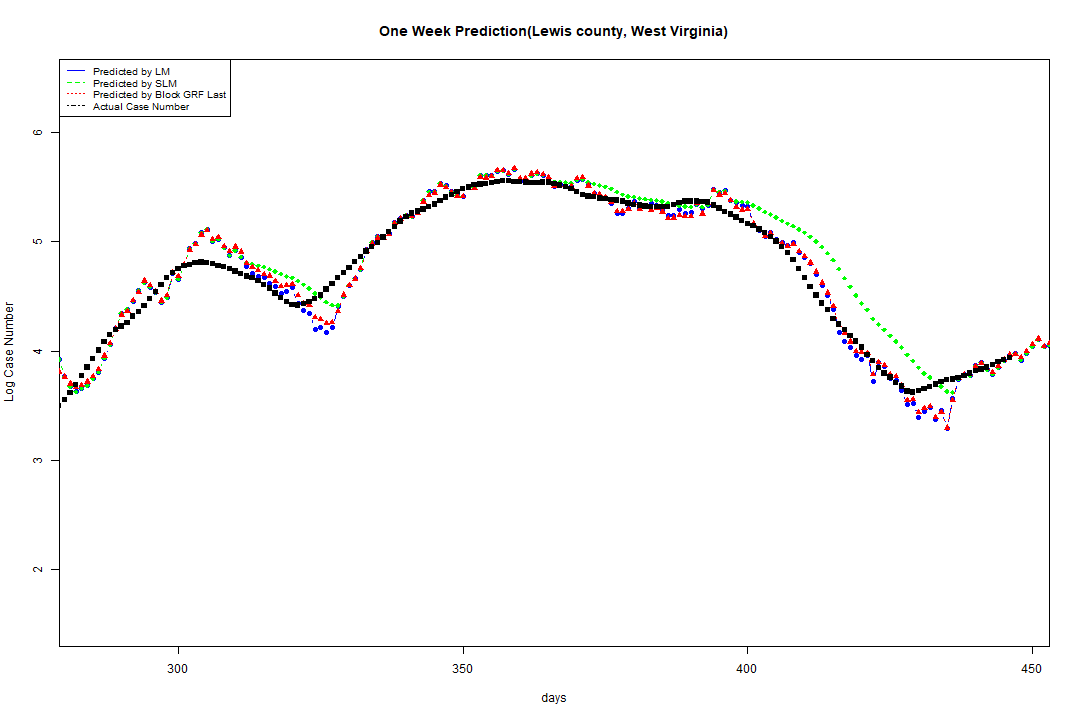 One Week Prediction(Lewis county, West Virginia)
Predicted by LM
Predicted by SLM
Predicted by Block GRF Last
Actual Case Number
6
5
4
3
2
Log Case Number
300
350
400
450
days